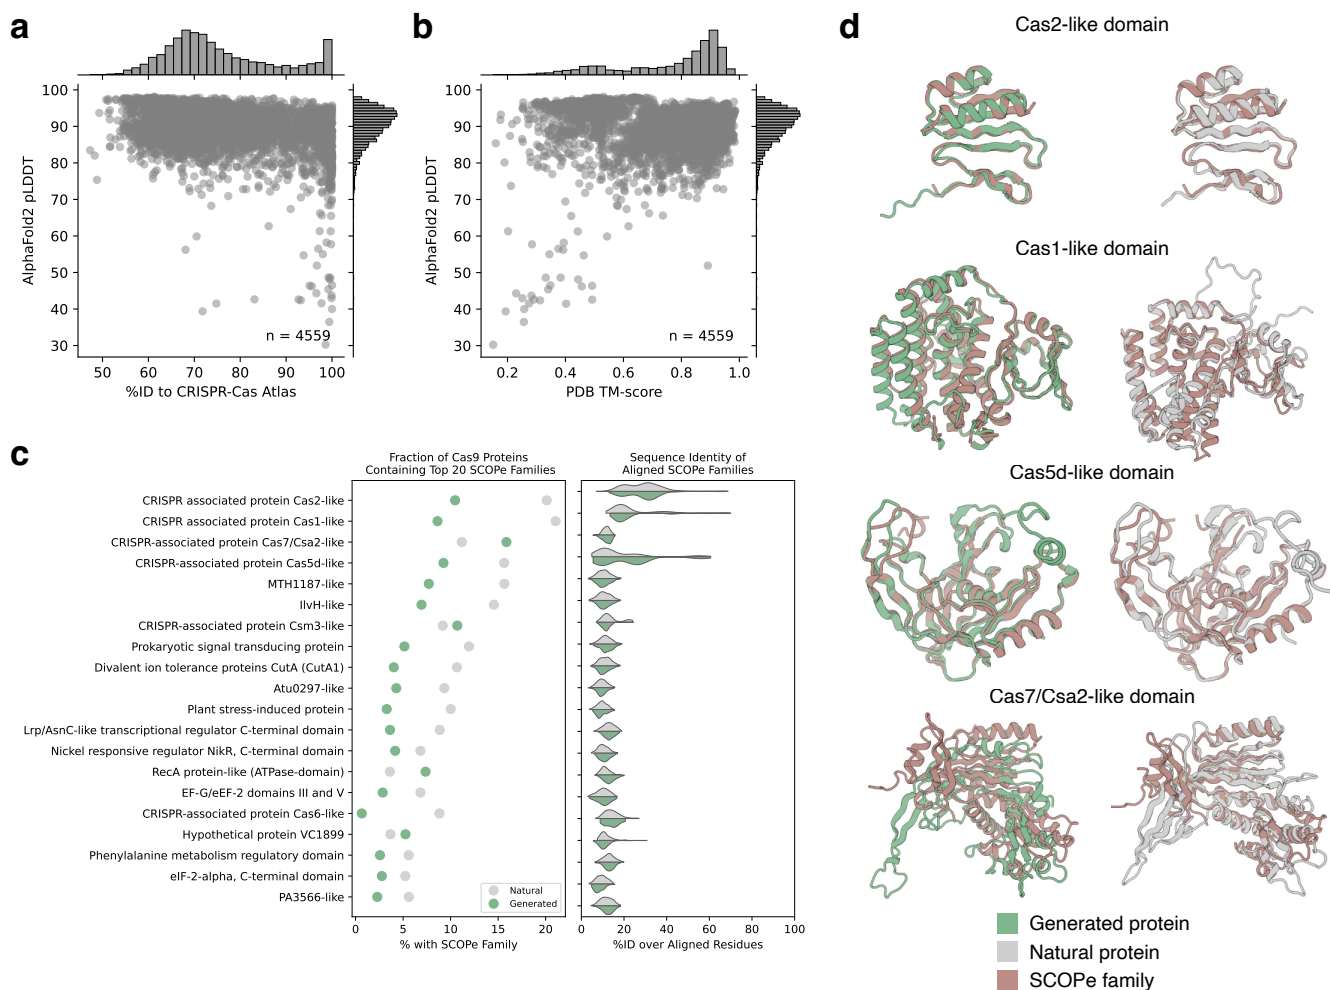 a
AlphaFold2 pLDDT
100
90
80
70
60
50
40
30
n = 4559
50 60 70 80 90 100
%ID to CRISPR-Cas Atlas
b
AlphaFold2 pLDDT
100
90
80
70
60
50
40
30
n = 4559
0.2 0.4 0.6 0.8 1.0
PDB TM-score
c
Fraction of Cas9 Proteins
Containing Top 20 SCOPe Families
Sequence Identity of
Aligned SCOPe Families
CRISPR associated protein Cas2-like
CRISPR associated protein Cas1-like
CRISPR-associated protein Cas7/Csa2-like
CRISPR-associated protein Cas5d-like
MTH1187-like
IlvH-like
CRISPR-associated protein Csm3-like
Prokaryotic signal transducing protein
Divalent ion tolerance proteins CutA (CutA1)
Atu0297-like
Plant stress-induced protein
Lrp/AsnC-like transcriptional regulator C-terminal domain
Nickel responsive regulator NikR, C-terminal domain
RecA protein-like (ATPase-domain)
EF-G/eEF-2 domains III and V
CRISPR-associated protein Cas6-like
Hypothetical protein VC1899
Phenylalanine metabolism regulatory domain
eIF-2-alpha, C-terminal domain
PA3566-like
Natural
Generated
0 5 10 15 20
% with SCOPe Family
0 20 40 60 80 100
%ID over Aligned Residues
d
Cas2-like domain
Cas1-like domain
Cas5d-like domain
Cas7/Csa2-like domain
Generated protein
Natural protein
SCOPe family